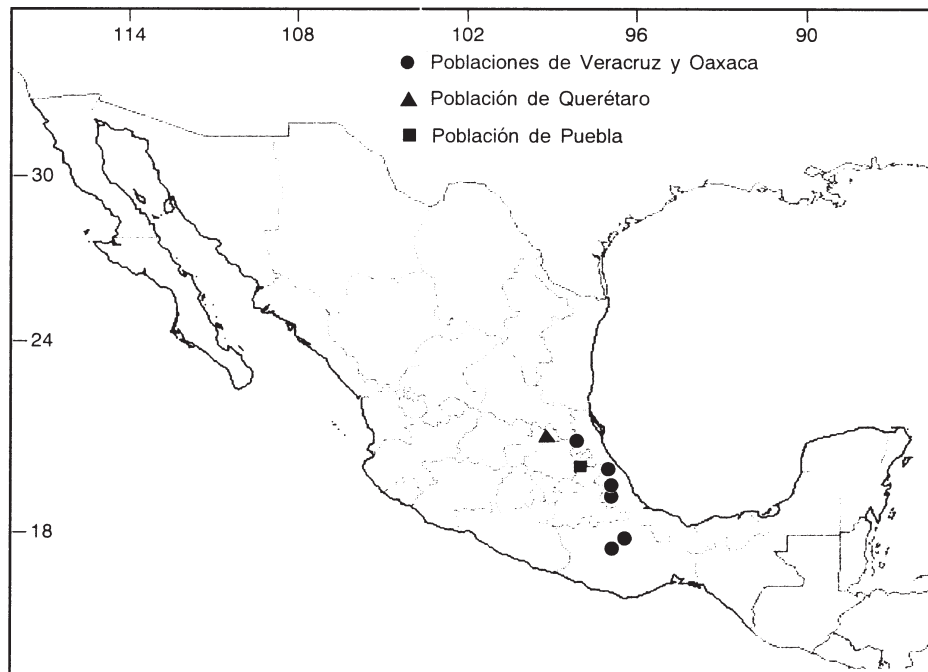 114 108 102 96 90
Poblaciones de Veracruz y Oaxaca
Población de Querétaro
Población de Puebla
30
24
18